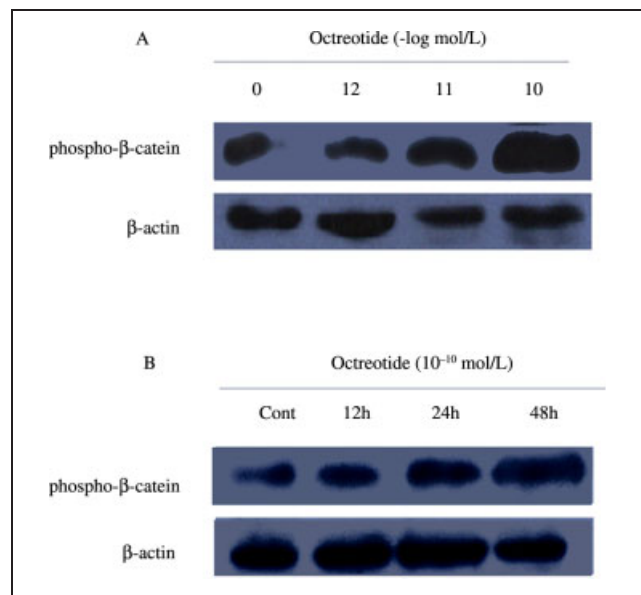 A Octreotide (-log mol/L)
0 12 11 10
phospho-β-catein
β-actin
B Octreotide (10⁻¹⁰ mol/L)
Cont 12h 24h 48h
phospho-β-catein
β-actin